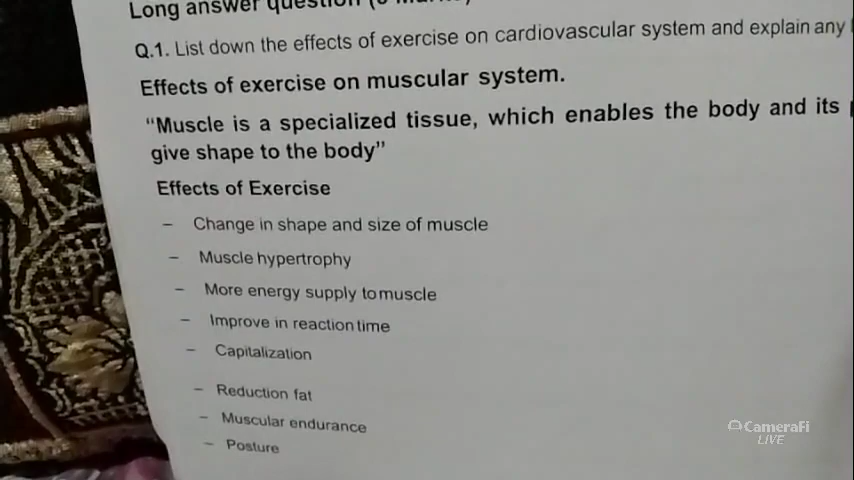 Long answer question
Q.1. List down the effects of exercise on cardiovascular system and explain any
Effects of exercise on muscular system.
“Muscle is a specialized tissue, which enables the body and its
give shape to the body”
Effects of Exercise
– Change in shape and size of muscle
– Muscle hypertrophy
– More energy supply to muscle
– Improve in reaction time
– Capitalization
– Reduction fat
– Muscular endurance
– Posture
CameraFi
LIVE